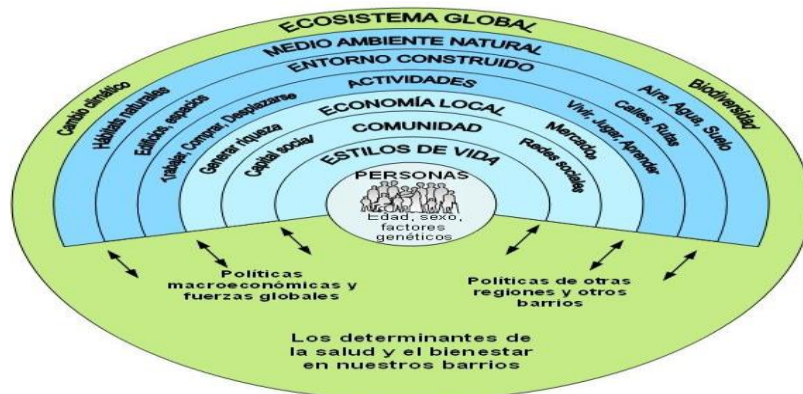 ECOSISTEMA GLOBAL
MEDIO AMBIENTE NATURAL
ENTORNO CONSTRUIDO
ACTIVIDADES
ECONOMÍA LOCAL
COMUNIDAD
ESTILOS DE VIDA
PERSONAS
Edad, sexo,
factores
genéticos
Cambio climático
Hábitats naturales
Edificios, espacios
Trabajar, Comprar, Desplazarse
Generar riqueza
Capital social
Biodiversidad
Aire, Agua, Suelo
Calles, Rutas
Vivir, Jugar, Aprender
Mercados
Redes sociales
Políticas
macroeconómicas y
fuerzas globales
Políticas de otras
regiones y otros
barrios
Los determinantes de
la salud y el bienestar
en nuestros barrios